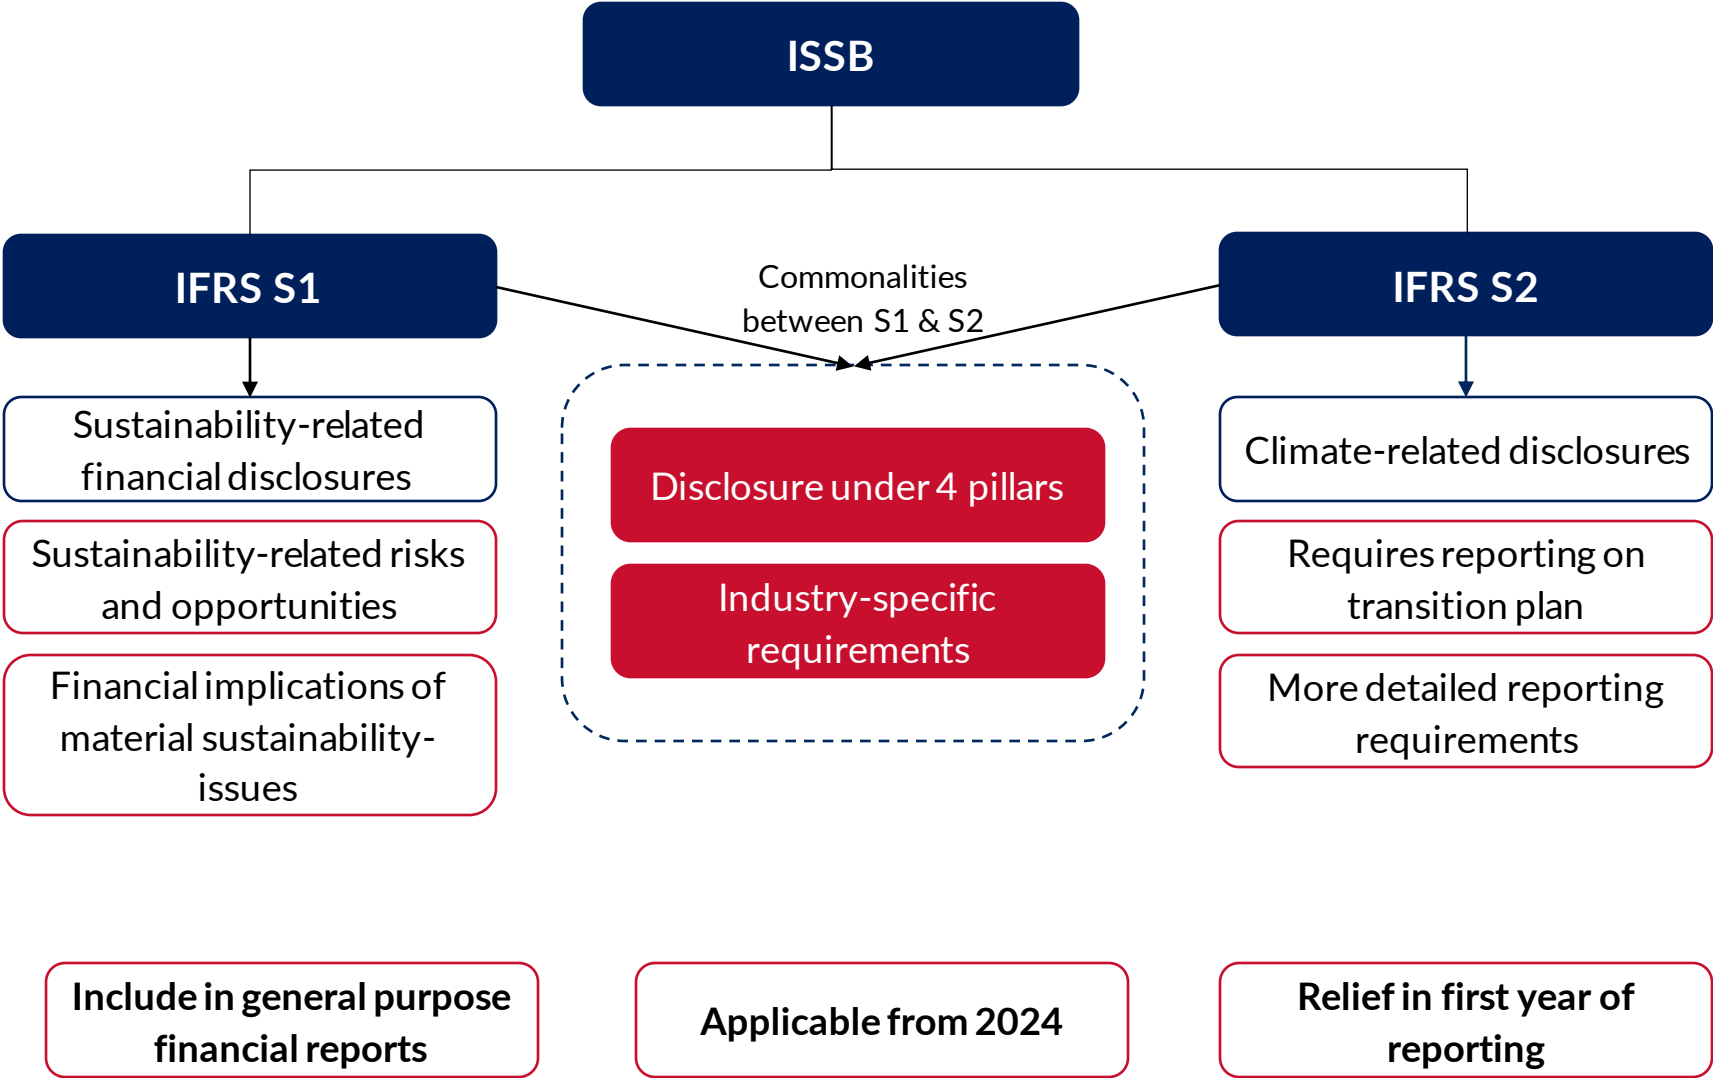 ISSB
IFRS S1
Commonalities
between S1 & S2
IFRS S2
Sustainability-related
financial disclosures
Sustainability-related risks
and opportunities
Financial implications of
material sustainability-
issues
Disclosure under 4 pillars
Industry-specific
requirements
Climate-related disclosures
Requires reporting on
transition plan
More detailed reporting
requirements
Include in general purpose
financial reports
Applicable from 2024
Relief in first year of
reporting